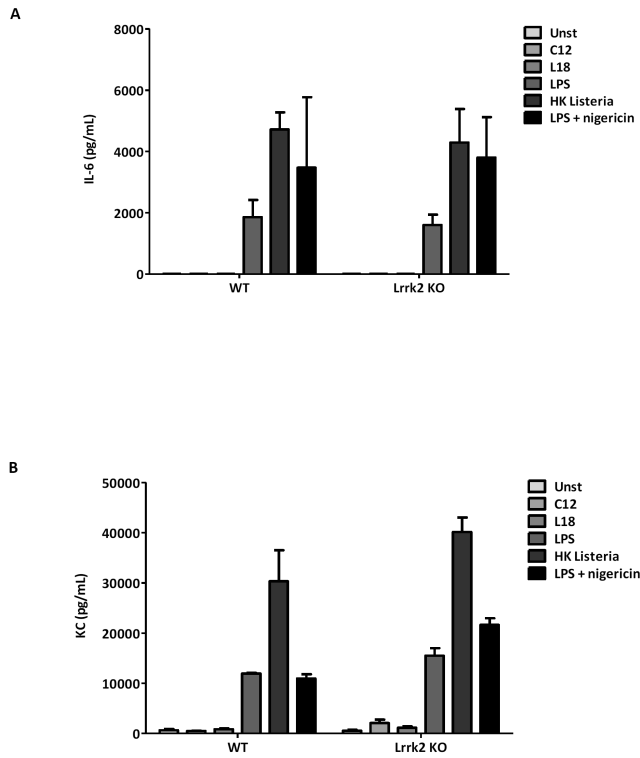 A
8000
6000
4000
2000
0
IL-6 (pg/mL)
WT
Lrrk2 KO
Unst
C12
L18
LPS
HK Listeria
LPS + nigericin
B
50000
40000
30000
20000
10000
0
KC (pg/mL)
WT
Lrrk2 KO
Unst
C12
L18
LPS
HK Listeria
LPS + nigericin